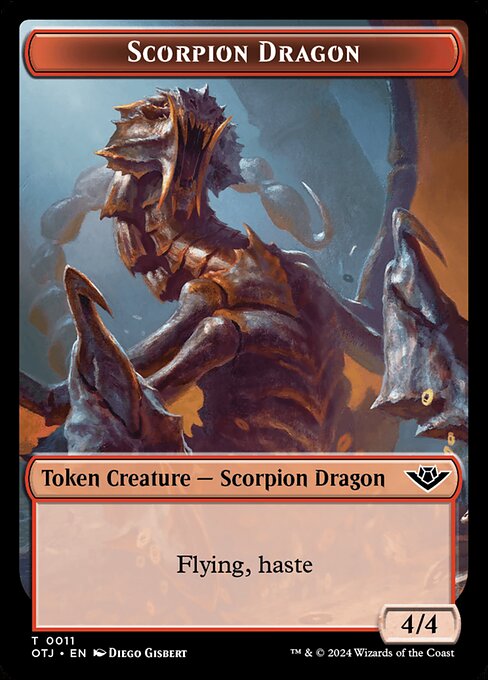 Scorpion Dragon
Token Creature — Scorpion Dragon
Flying, haste
4/4
T 0011
OTJ • EN Diego Gisbert
™ & © 2024 Wizards of the Coast